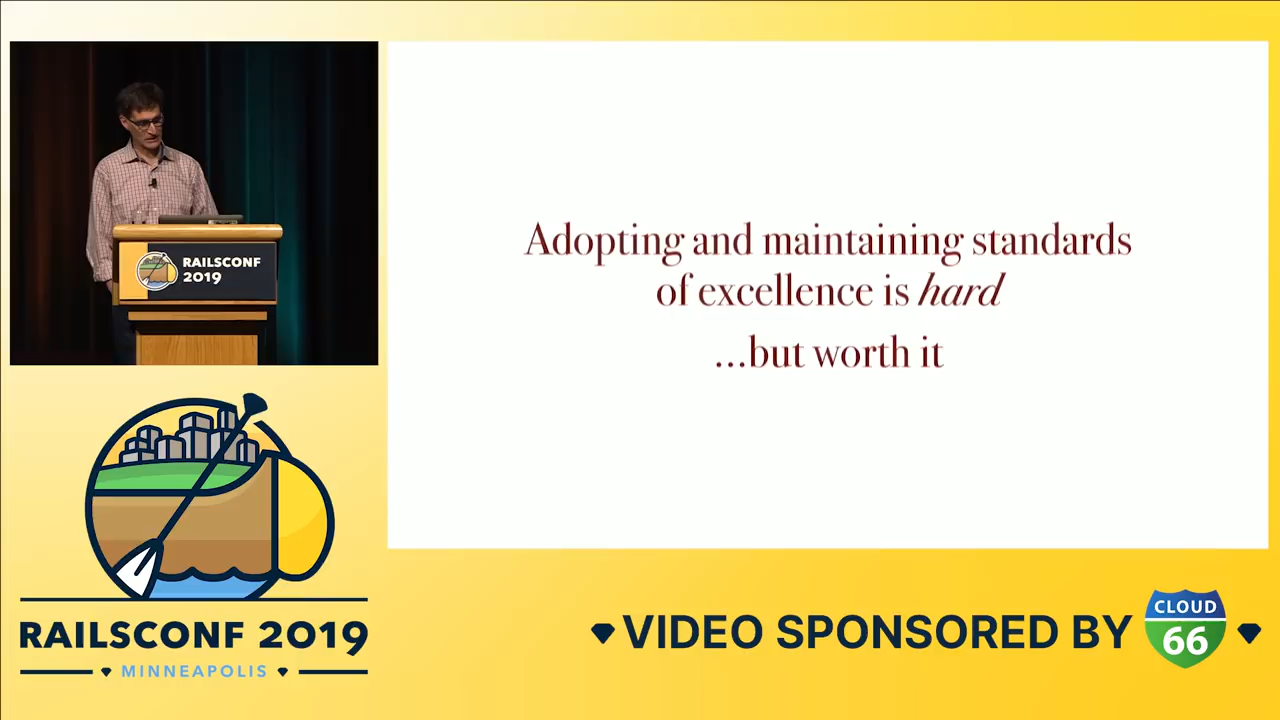 RAILSCONF
2019
Adopting and maintaining standards
of excellence is hard
...but worth it
RAILSCONF 2019
MINNEAPOLIS
VIDEO SPONSORED BY
CLOUD
66